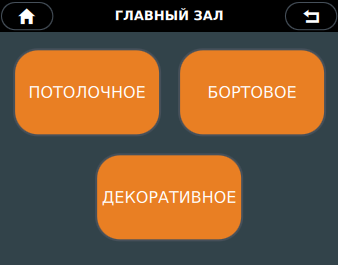 ГЛАВНЫЙ ЗАЛ
ПОТОЛОЧНОЕ
БОРТОВОЕ
ДЕКОРАТИВНОЕ